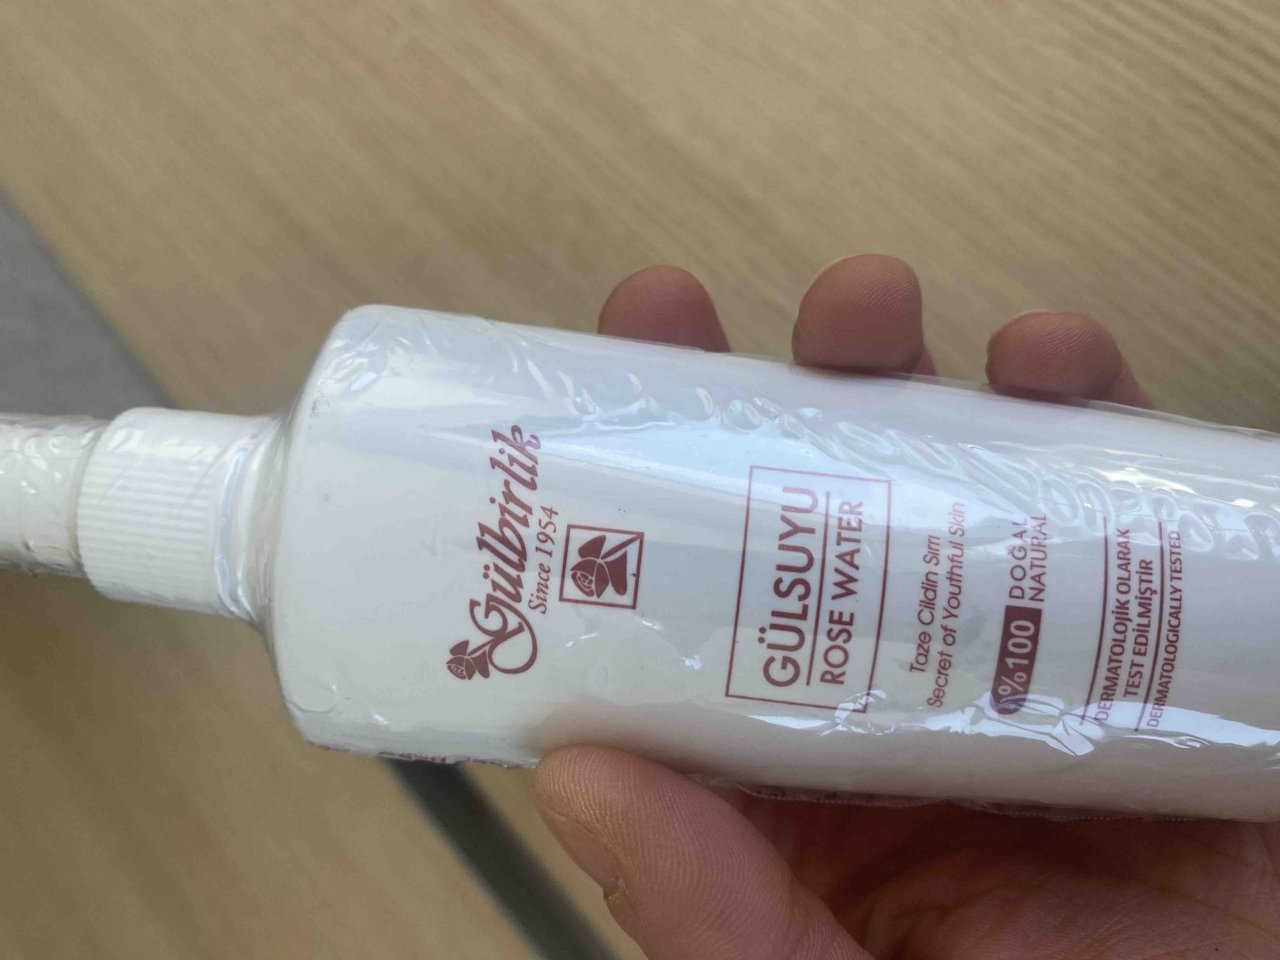 Gülbirlik
Since 1954
GÜLSUYU
ROSE WATER
Taze Cildin Sırrı
Secret of Youthful Skin
%100 DOĞAL
NATURAL
DERMATOLOJİK OLARAK
TEST EDİLMİŞTİR
DERMATOLOGICALLY TESTED